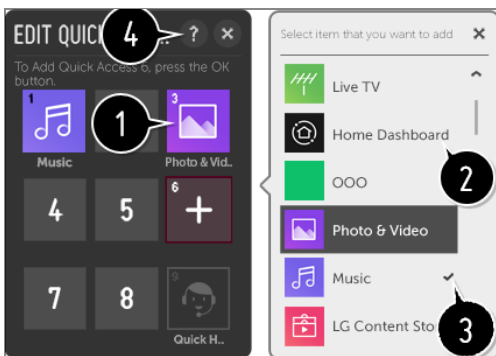 EDIT QUIC
4
..
?
×
To Add Quick Access 6, press the OK
button.
1
1
3
Music
Photo & Vid..
4
5
6
+
7
8
9
Quick H..
Select item that you want to add
×
Live TV
Home Dashboard
2
OOO
Photo & Video
Music
3
LG Content Sto